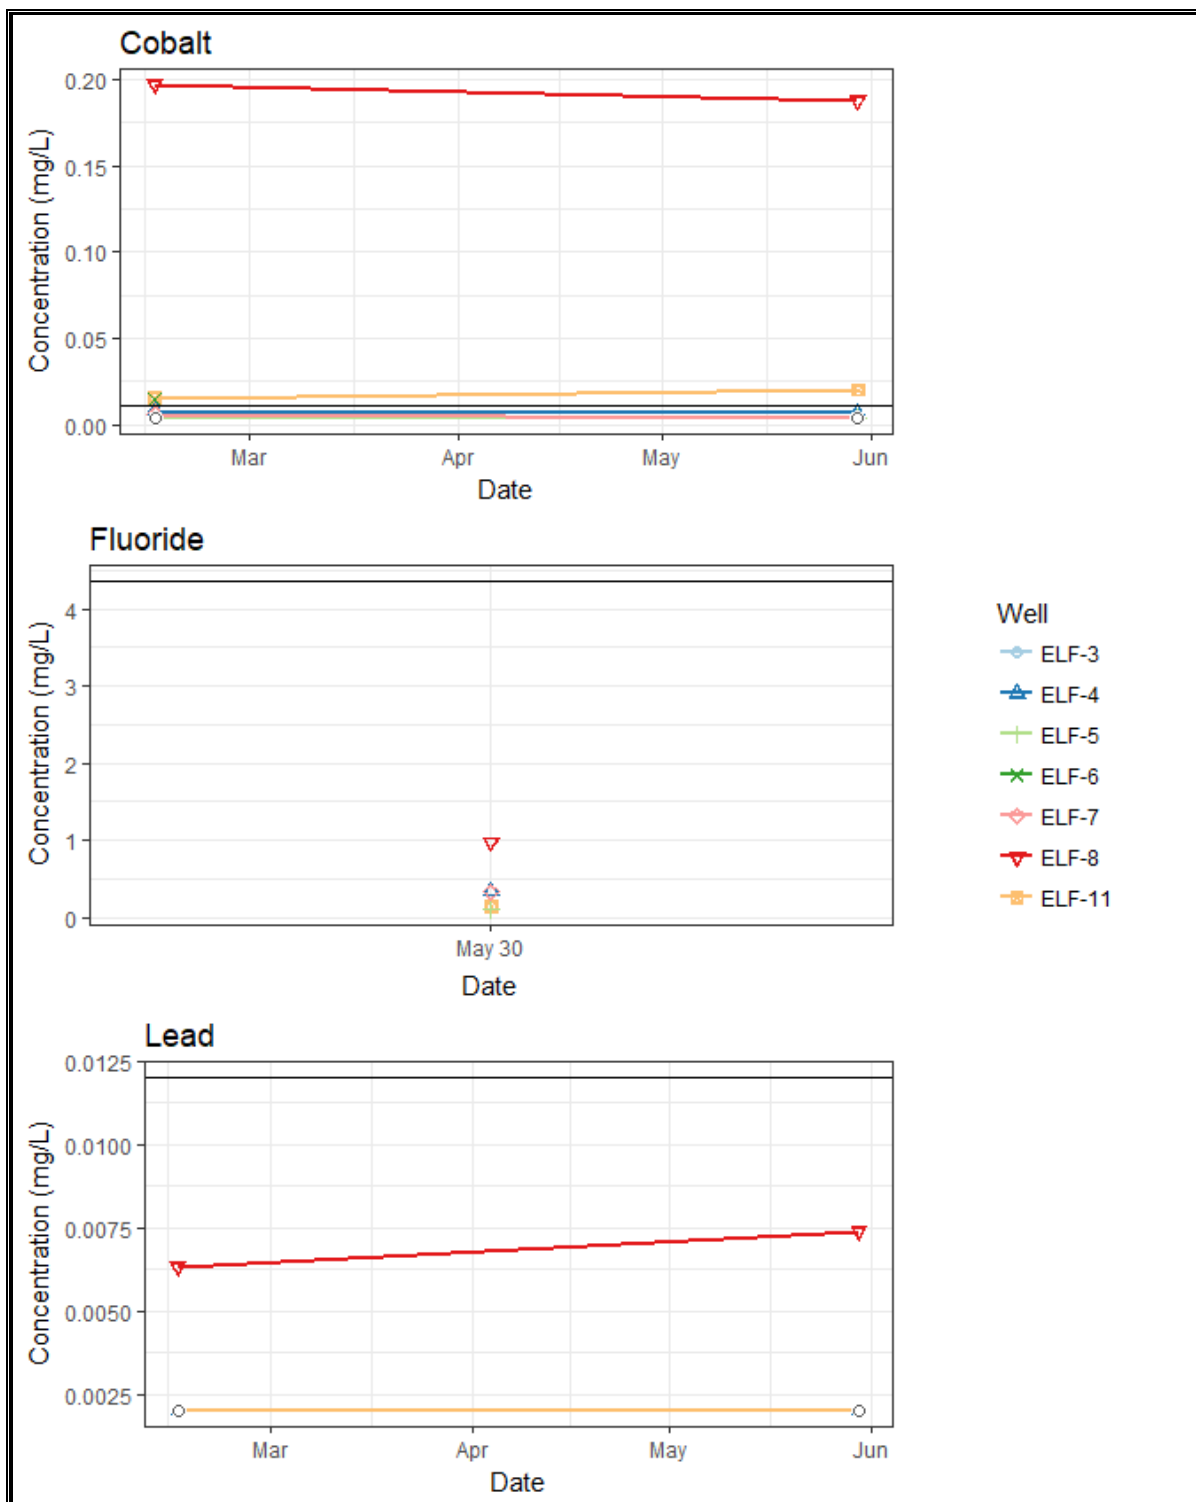 Cobalt
Concentration (mg/L)
0.20
0.15
0.10
0.05
0.00
Mar Apr May Jun
Date
Fluoride
Concentration (mg/L)
4
3
2
1
0
May 30
Date
Well
ELF-3
ELF-4
ELF-5
ELF-6
ELF-7
ELF-8
ELF-11
Lead
Concentration (mg/L)
0.0125
0.0100
0.0075
0.0050
0.0025
Mar Apr May Jun
Date